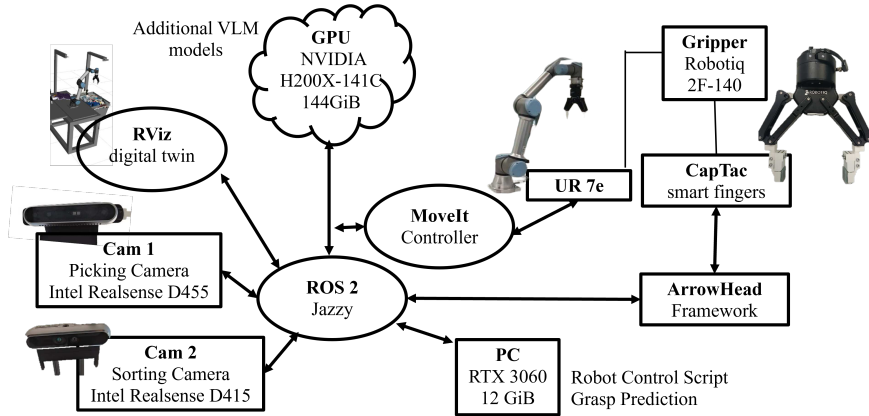 Additional VLM
models
GPU
NVIDIA
H200X-141C
144GiB
Gripper
Robotiq
2F-140
RViz
digital twin
UR 7e
CapTac
smart fingers
MoveIt
Controller
Cam 1
Picking Camera
Intel Realsense D455
ROS 2
Jazzy
ArrowHead
Framework
Cam 2
Sorting Camera
Intel Realsense D415
PC
RTX 3060
12 GiB
Robot Control Script
Grasp Prediction
ROBOTIQ